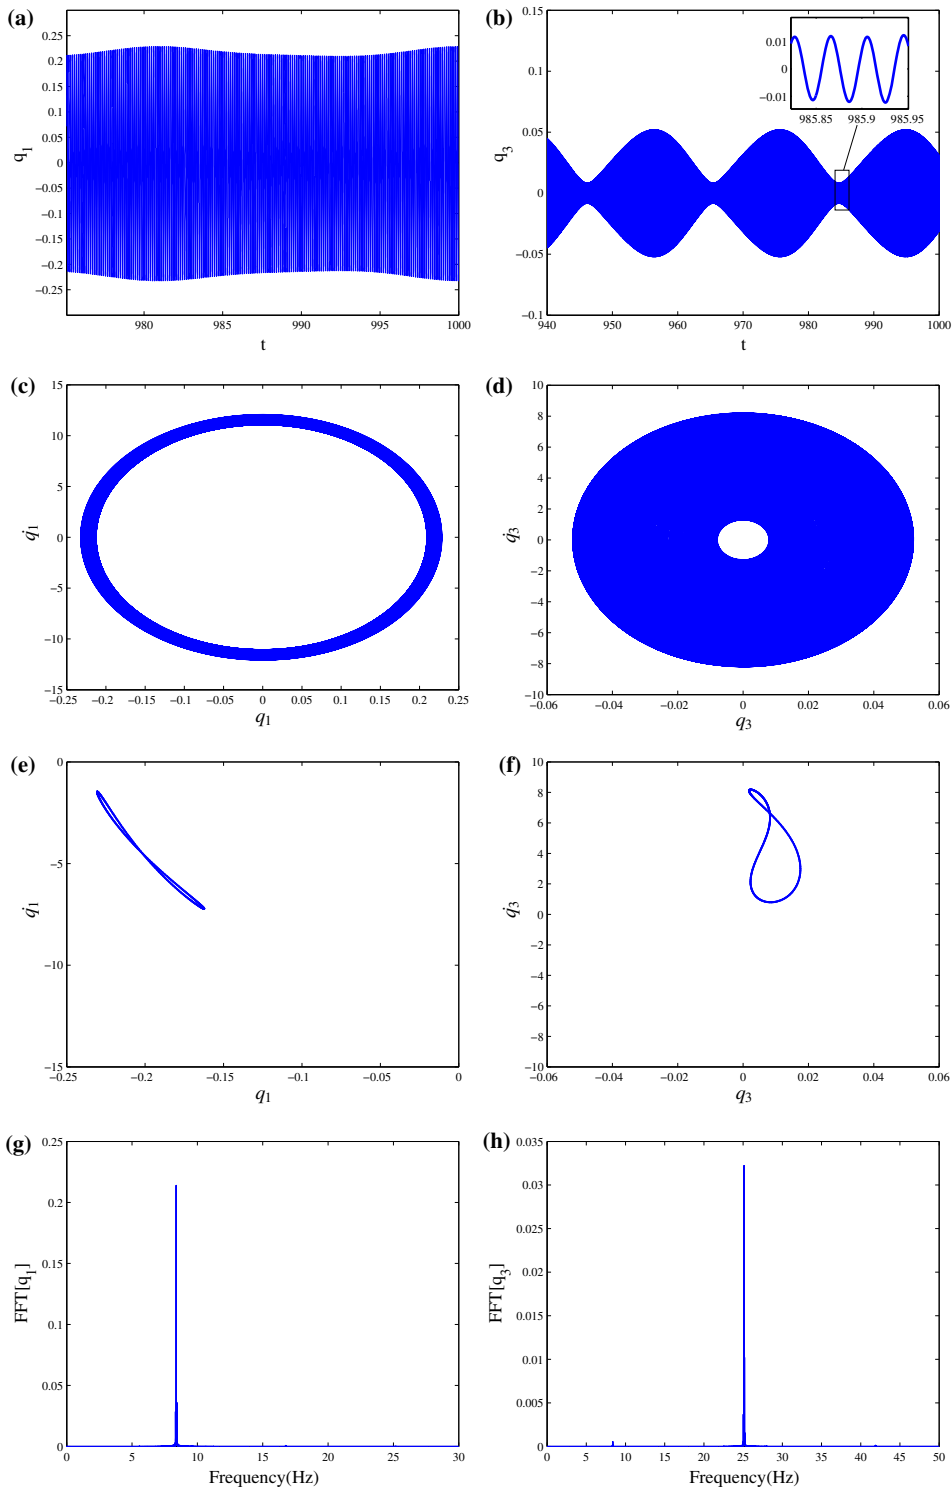 (a)
0.25
0.2
0.15
0.1
0.05
0
−0.05
−0.1
−0.15
−0.2
−0.25
q1
980 985 990 995 1000
t
(b)
0.15
0.1
0.05
0
−0.05
−0.1
q3
940 950 960 970 980 990 1000
t
0.01
0
−0.01
985.85 985.9 985.95
(c)
15
10
5
0
−5
−10
−15
q̇1
−0.25 −0.2 −0.15 −0.1 −0.05 0 0.05 0.1 0.15 0.2 0.25
q1
(d)
10
8
6
4
2
0
−2
−4
−6
−8
−10
q̇3
−0.06 −0.04 −0.02 0 0.02 0.04 0.06
q3
(e)
0
−5
−10
−15
q̇1
−0.25 −0.2 −0.15 −0.1 −0.05 0
q1
(f)
10
8
6
4
2
0
−2
−4
−6
−8
−10
q̇3
−0.06 −0.04 −0.02 0 0.02 0.04 0.06
q3
(g)
0.25
0.2
0.15
0.1
0.05
0
FFT[q1]
0 5 10 15 20 25 30
Frequency(Hz)
(h)
0.035
0.03
0.025
0.02
0.015
0.01
0.005
0
FFT[q3]
0 5 10 15 20 25 30 35 40 45 50
Frequency(Hz)